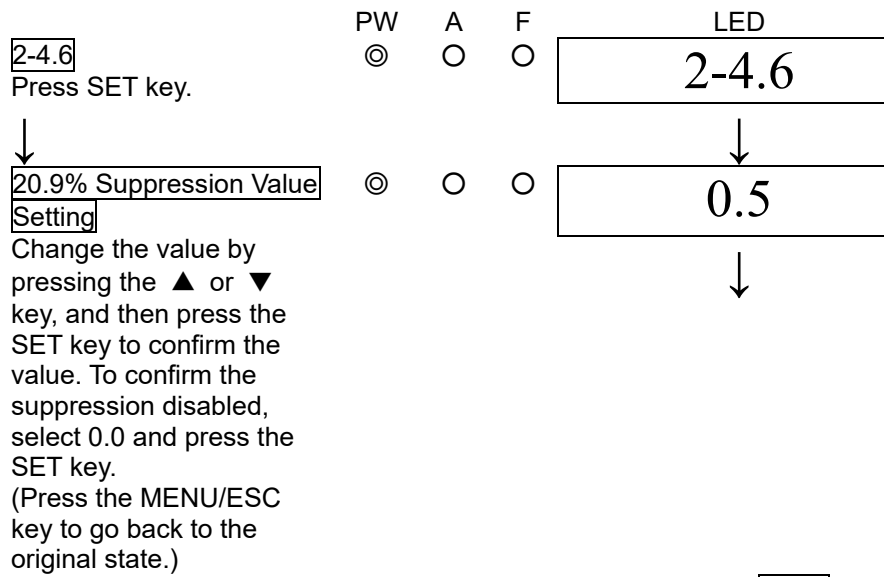 PW A F LED
2-4.6 ◎ ○ ○ 2-4.6
Press SET key.
↓ ↓
20.9% Suppression Value ◎ ○ ○ 0.5
Setting
Change the value by ↓
pressing the ▲ or ▼
key, and then press the
SET key to confirm the
value. To confirm the
suppression disabled,
select 0.0 and press the
SET key.
(Press the MENU/ESC
key to go back to the
original state.)